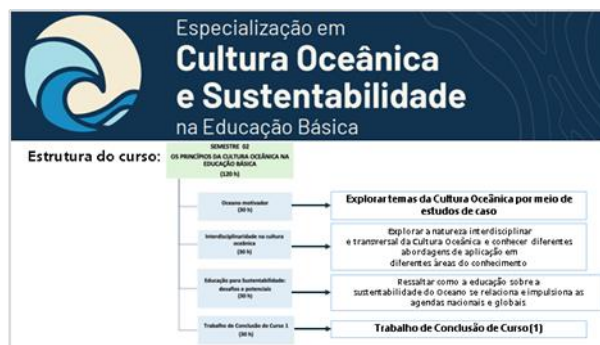 Especialização em
Cultura Oceânica
e Sustentabilidade
na Educação Básica
Estrutura do curso:
SEMESTRE 02
OS PRINCÍPIOS DA CULTURA OCEÂNICA NA
EDUCAÇÃO BÁSICA
(120 h)
Oceano motivador
(30 h)
Explorar temas da Cultura Oceânica por meio de
estudos de caso
Interdisciplinaridade na cultura
oceânica
(30 h)
Explorar a natureza interdisciplinar
e transversal da Cultura Oceânica e conhecer diferentes
abordagens de aplicação em
diferentes áreas do conhecimento
Educação para Sustentabilidade:
desafios e potenciais
(30 h)
Ressaltar como a educação sobre a
sustentabilidade do Oceano se relaciona e impulsiona as
agendas nacionais e globais
Trabalho de Conclusão de Curso 1
(30 h)
Trabalho de Conclusão de Curso (1)